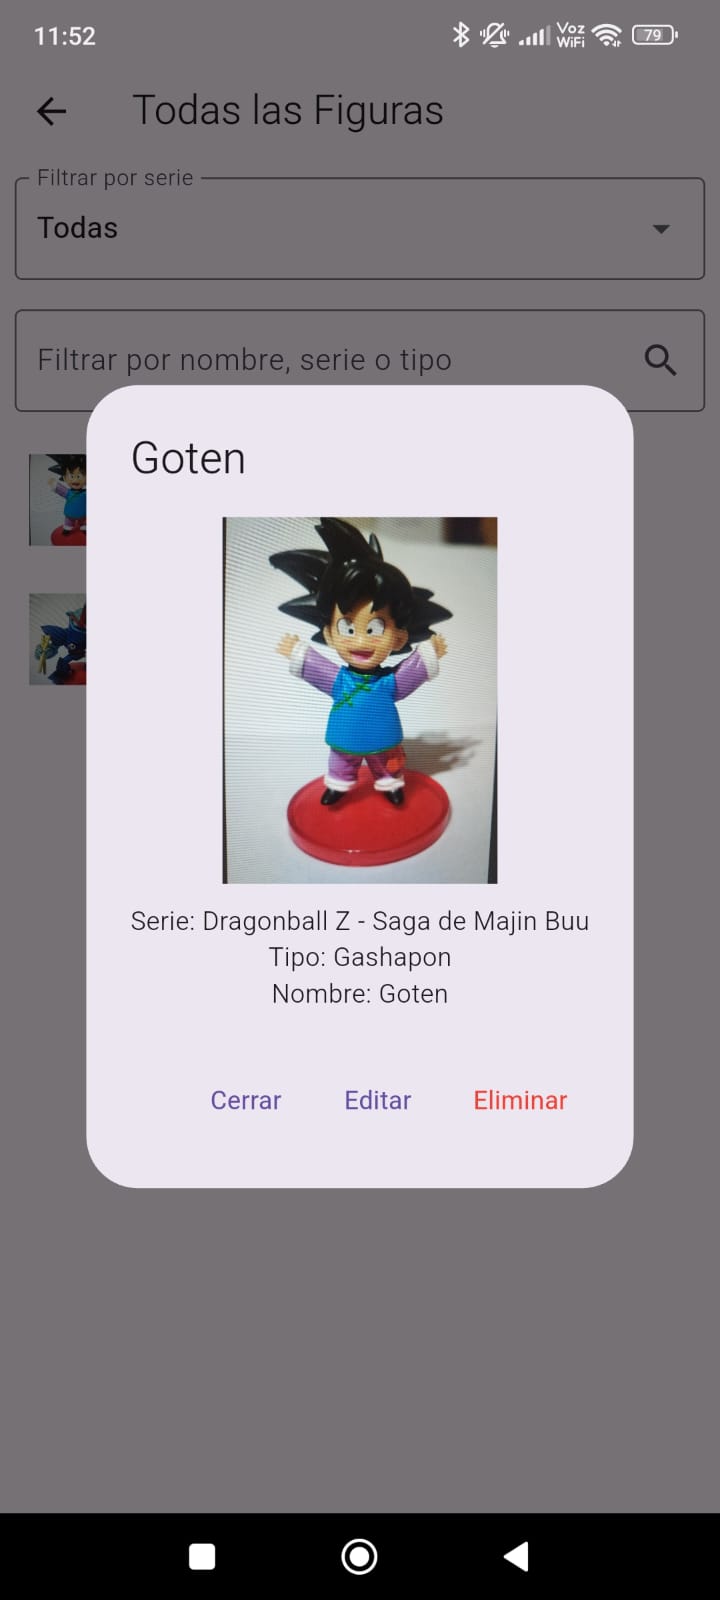 11:52
Voz
WiFi
79
Todas las Figuras
Filtrar por serie
Todas
Filtrar por nombre, serie o tipo
Goten
Serie: Dragonball Z - Saga de Majin Buu
Tipo: Gashapon
Nombre: Goten
Cerrar Editar Eliminar